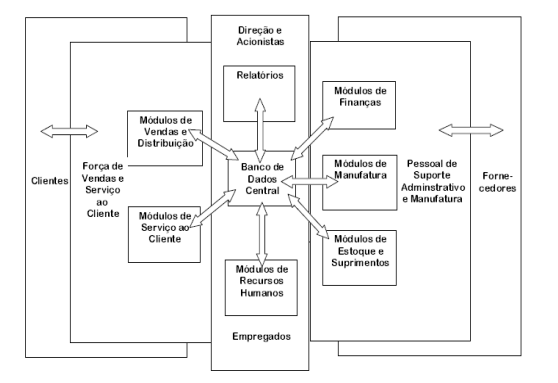 Direção e
Acionistas
Relatórios
Módulos de
Finanças
Módulos de
Vendas e
Distribuição
Clientes
Força de
Vendas e
Serviço
ao
Cliente
Banco de
Dados
Central
Módulos de
Manufatura
Pessoal de
Suporte
Adminstrativo
e Manufatura
Forne-
cedores
Módulos de
Serviço ao
Cliente
Módulos de
Estoque e
Suprimentos
Módulos de
Recursos
Humanos
Empregados